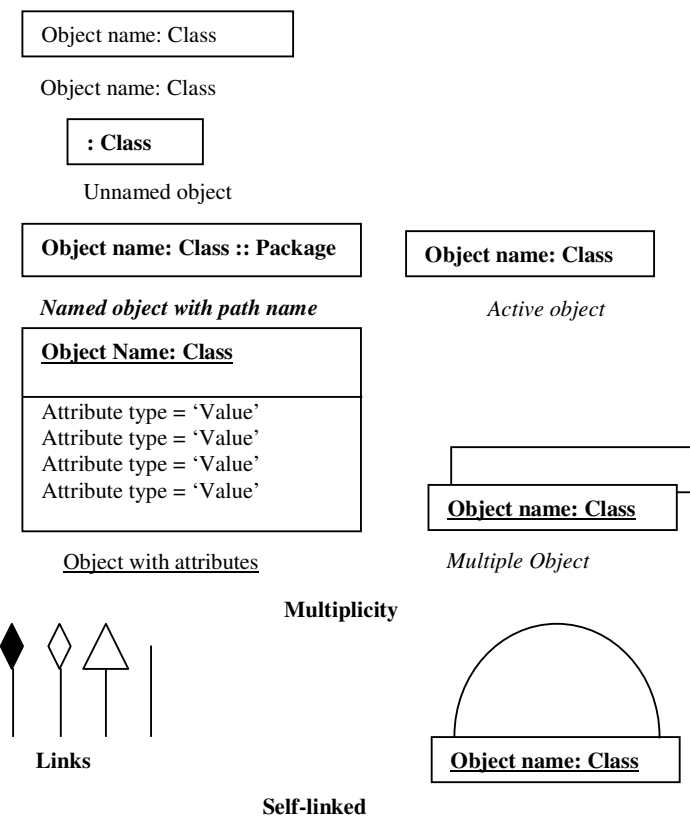 Object name: Class
Object name: Class
: Class
Unnamed object
Object name: Class :: Package
Object name: Class
Named object with path name
Active object
Object Name: Class
Attribute type = ‘Value’
Attribute type = ‘Value’
Attribute type = ‘Value’
Attribute type = ‘Value’
Object name: Class
Object with attributes
Multiple Object
Multiplicity
Links
Object name: Class
Self-linked